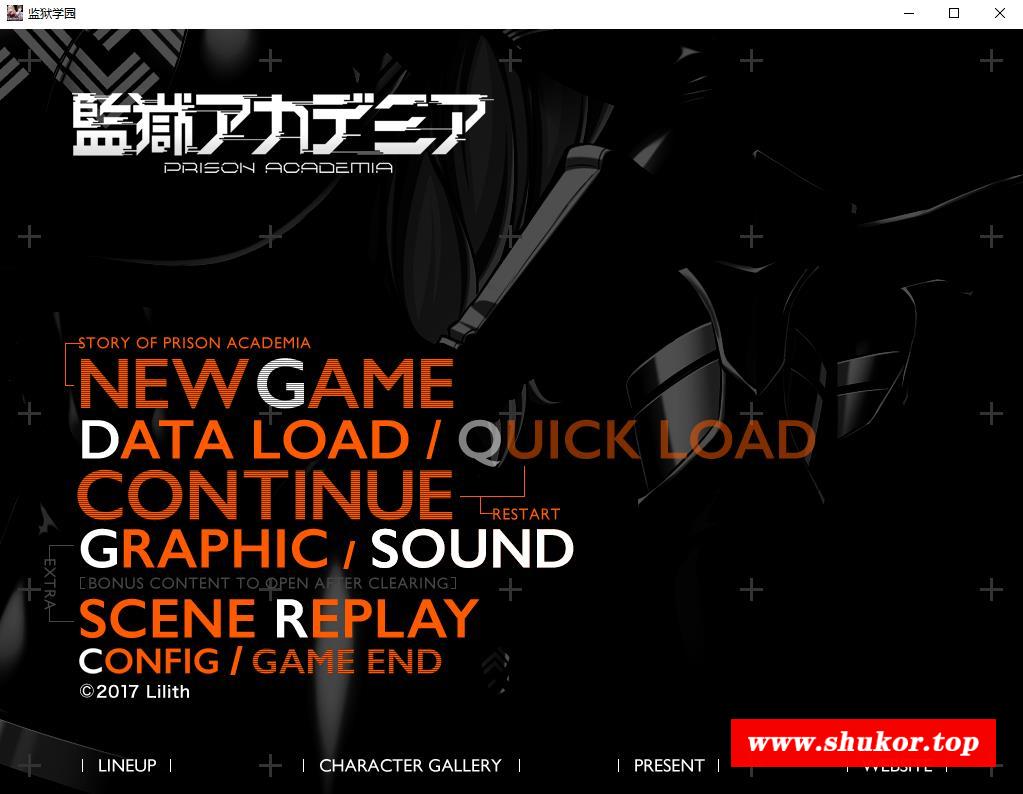 监狱学园
監獄アカデミア
PRISON ACADEMIA
STORY OF PRISON ACADEMIA
NEW GAME
DATA LOAD / QUICK LOAD
CONTINUE
RESTART
GRAPHIC / SOUND
[BONUS CONTENT TO OPEN AFTER CLEARING]
EXTRA
SCENE REPLAY
CONFIG / GAME END
©2017 Lilith
www.shukor.top
LINEUP
CHARACTER GALLERY
PRESENT
WEBSITE